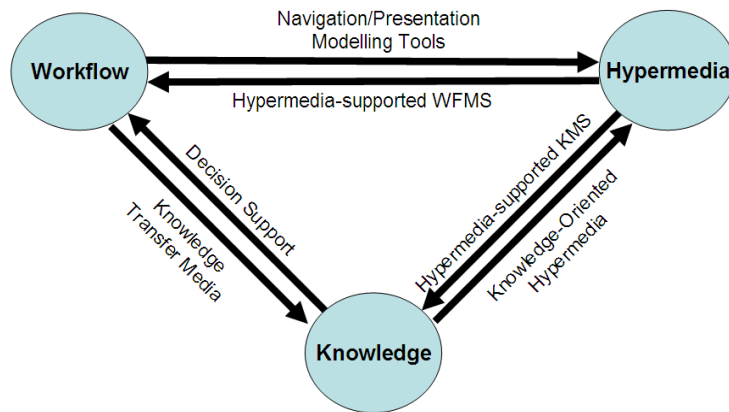 Navigation/Presentation
Modelling Tools
Workflow
Hypermedia
Hypermedia-supported WFMS
Decision Support
Knowledge
Transfer Media
Hypermedia-supported KMS
Knowledge-Oriented
Hypermedia
Knowledge